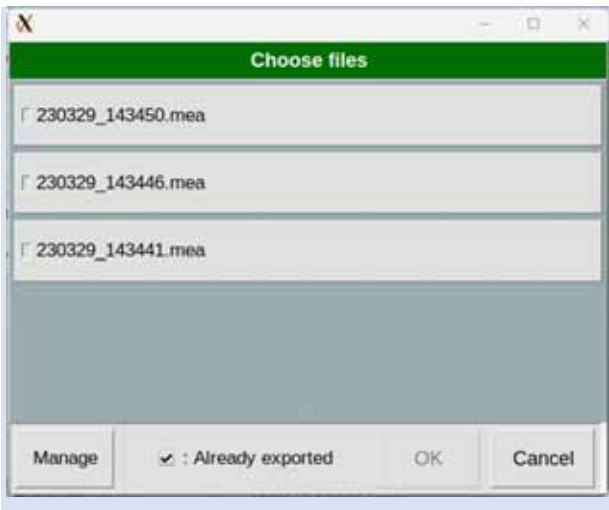 Choose files
230329_143450.mea
230329_143446.mea
230329_143441.mea
Manage : Already exported OK Cancel